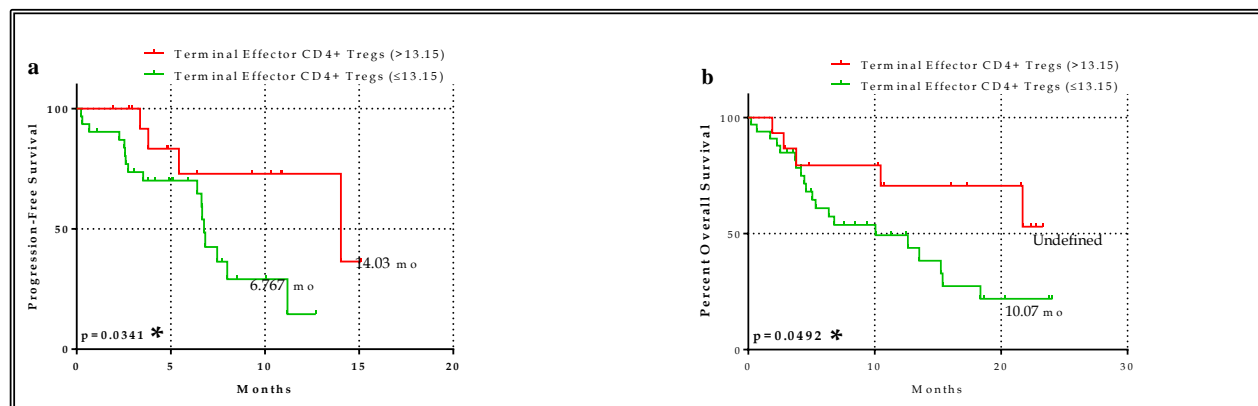 a
Terminal Effector CD4+ Tregs (>13.15)
Terminal Effector CD4+ Tregs (≤13.15)
Progression-Free Survival
100
50
0
14.03 mo
6.767 mo
p=0.0341 *
0 5 10 15 20
Months
b
Terminal Effector CD4+ Tregs (>13.15)
Terminal Effector CD4+ Tregs (≤13.15)
Percent Overall Survival
100
50
0
Undefined
10.07 mo
p=0.0492 *
0 10 20 30
Months